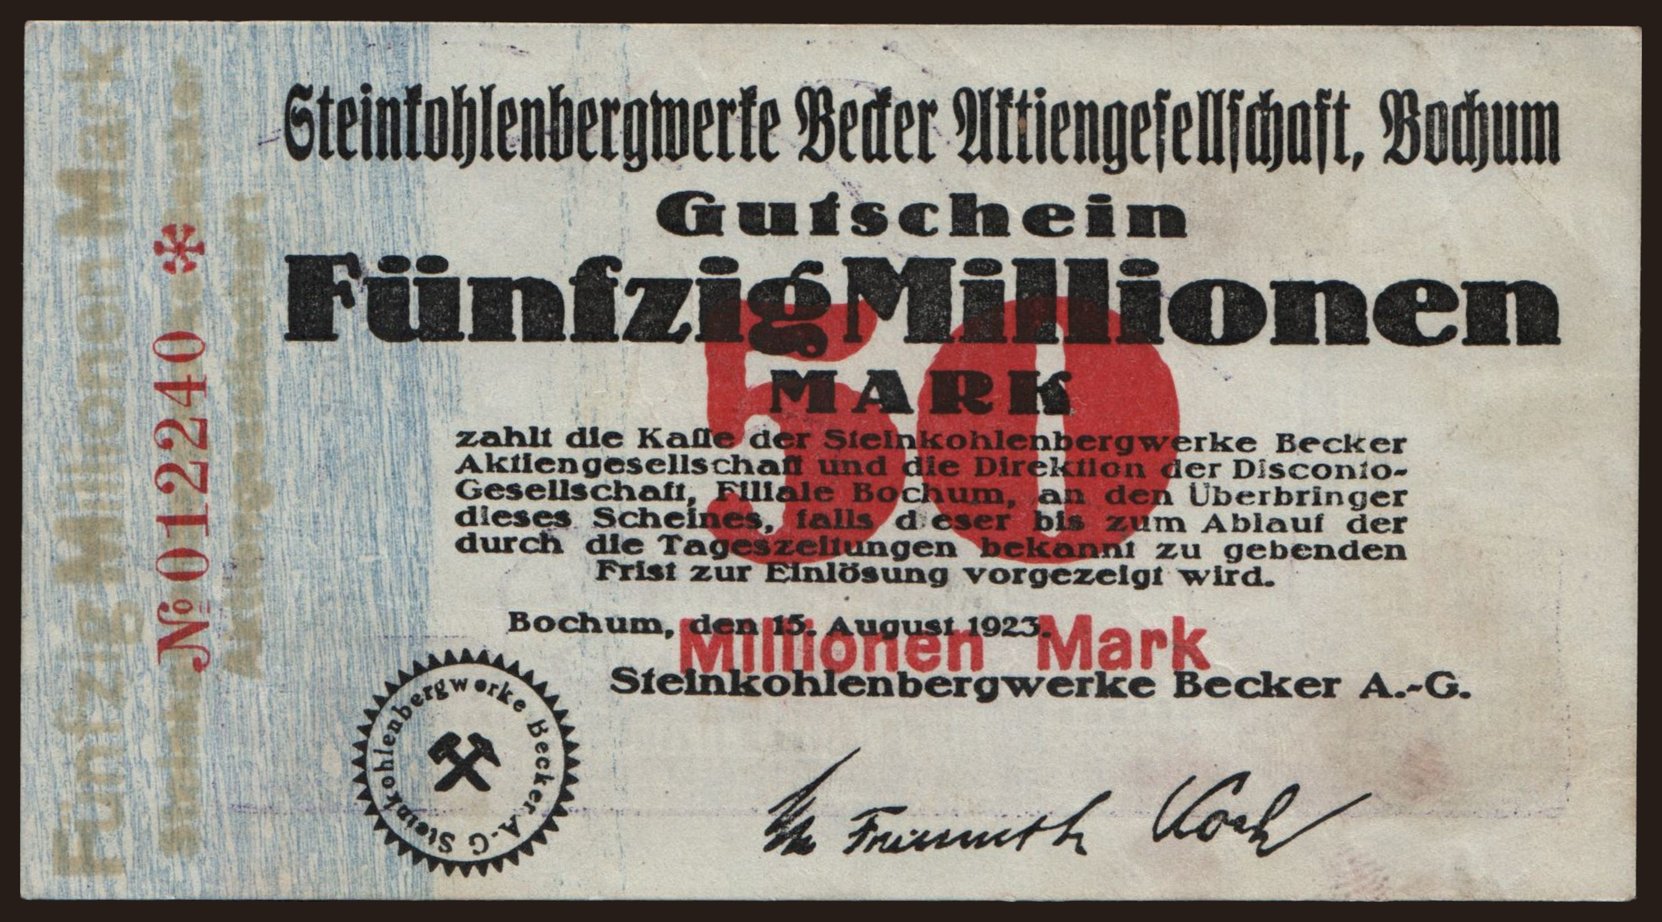 Steinkohlenbergwerke Becker Aktiengesellschaft, Bochum
Gutschein
Fünfzig Millionen
MARK
50
zahlt die Kasse der Steinkohlenbergwerke Becker
Aktiengesellschaft und die Direktion der Disconto-
Gesellschaft, Filiale Bochum, an den Überbringer
dieses Scheines, falls dieser bis zum Ablauf der
durch die Tageszeitungen bekannt zu gebenden
Frist zur Einlösung vorgezeigt wird.
Bochum, den 15. August 1923.
Millionen Mark
Steinkohlenbergwerke Becker A.-G.
Steinkohlenbergwerke Becker A.-G
Koch
Fünfzig Millionen Mark
№ 012240 *
Aktiengesellschaft